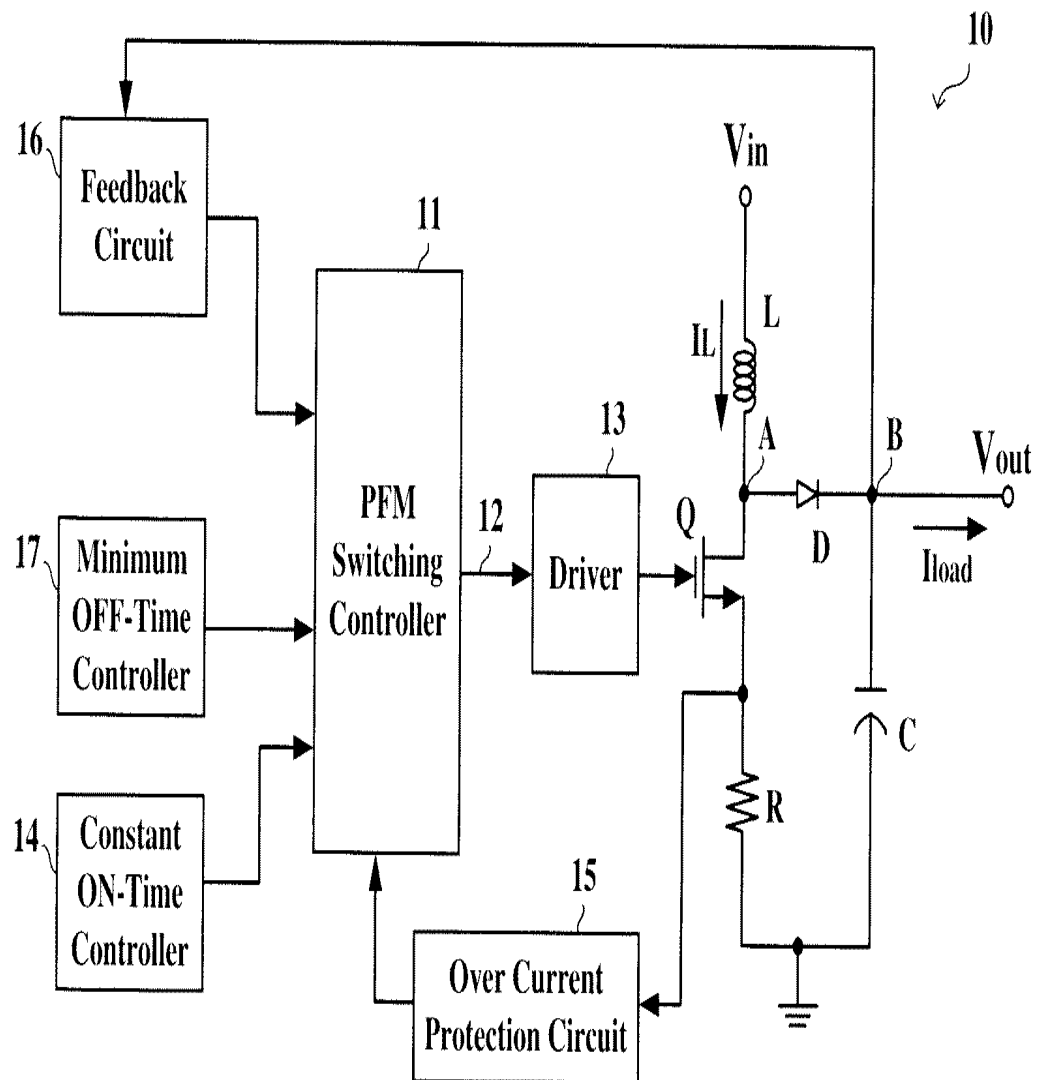 10
16
Feedback
Circuit
Vin
11
IL
L
13
A
B
Vout
PFM
Switching
Controller
12
Q
D
Iload
Driver
17
Minimum
OFF-Time
Controller
C
R
14
Constant
ON-Time
Controller
15
Over Current
Protection Circuit